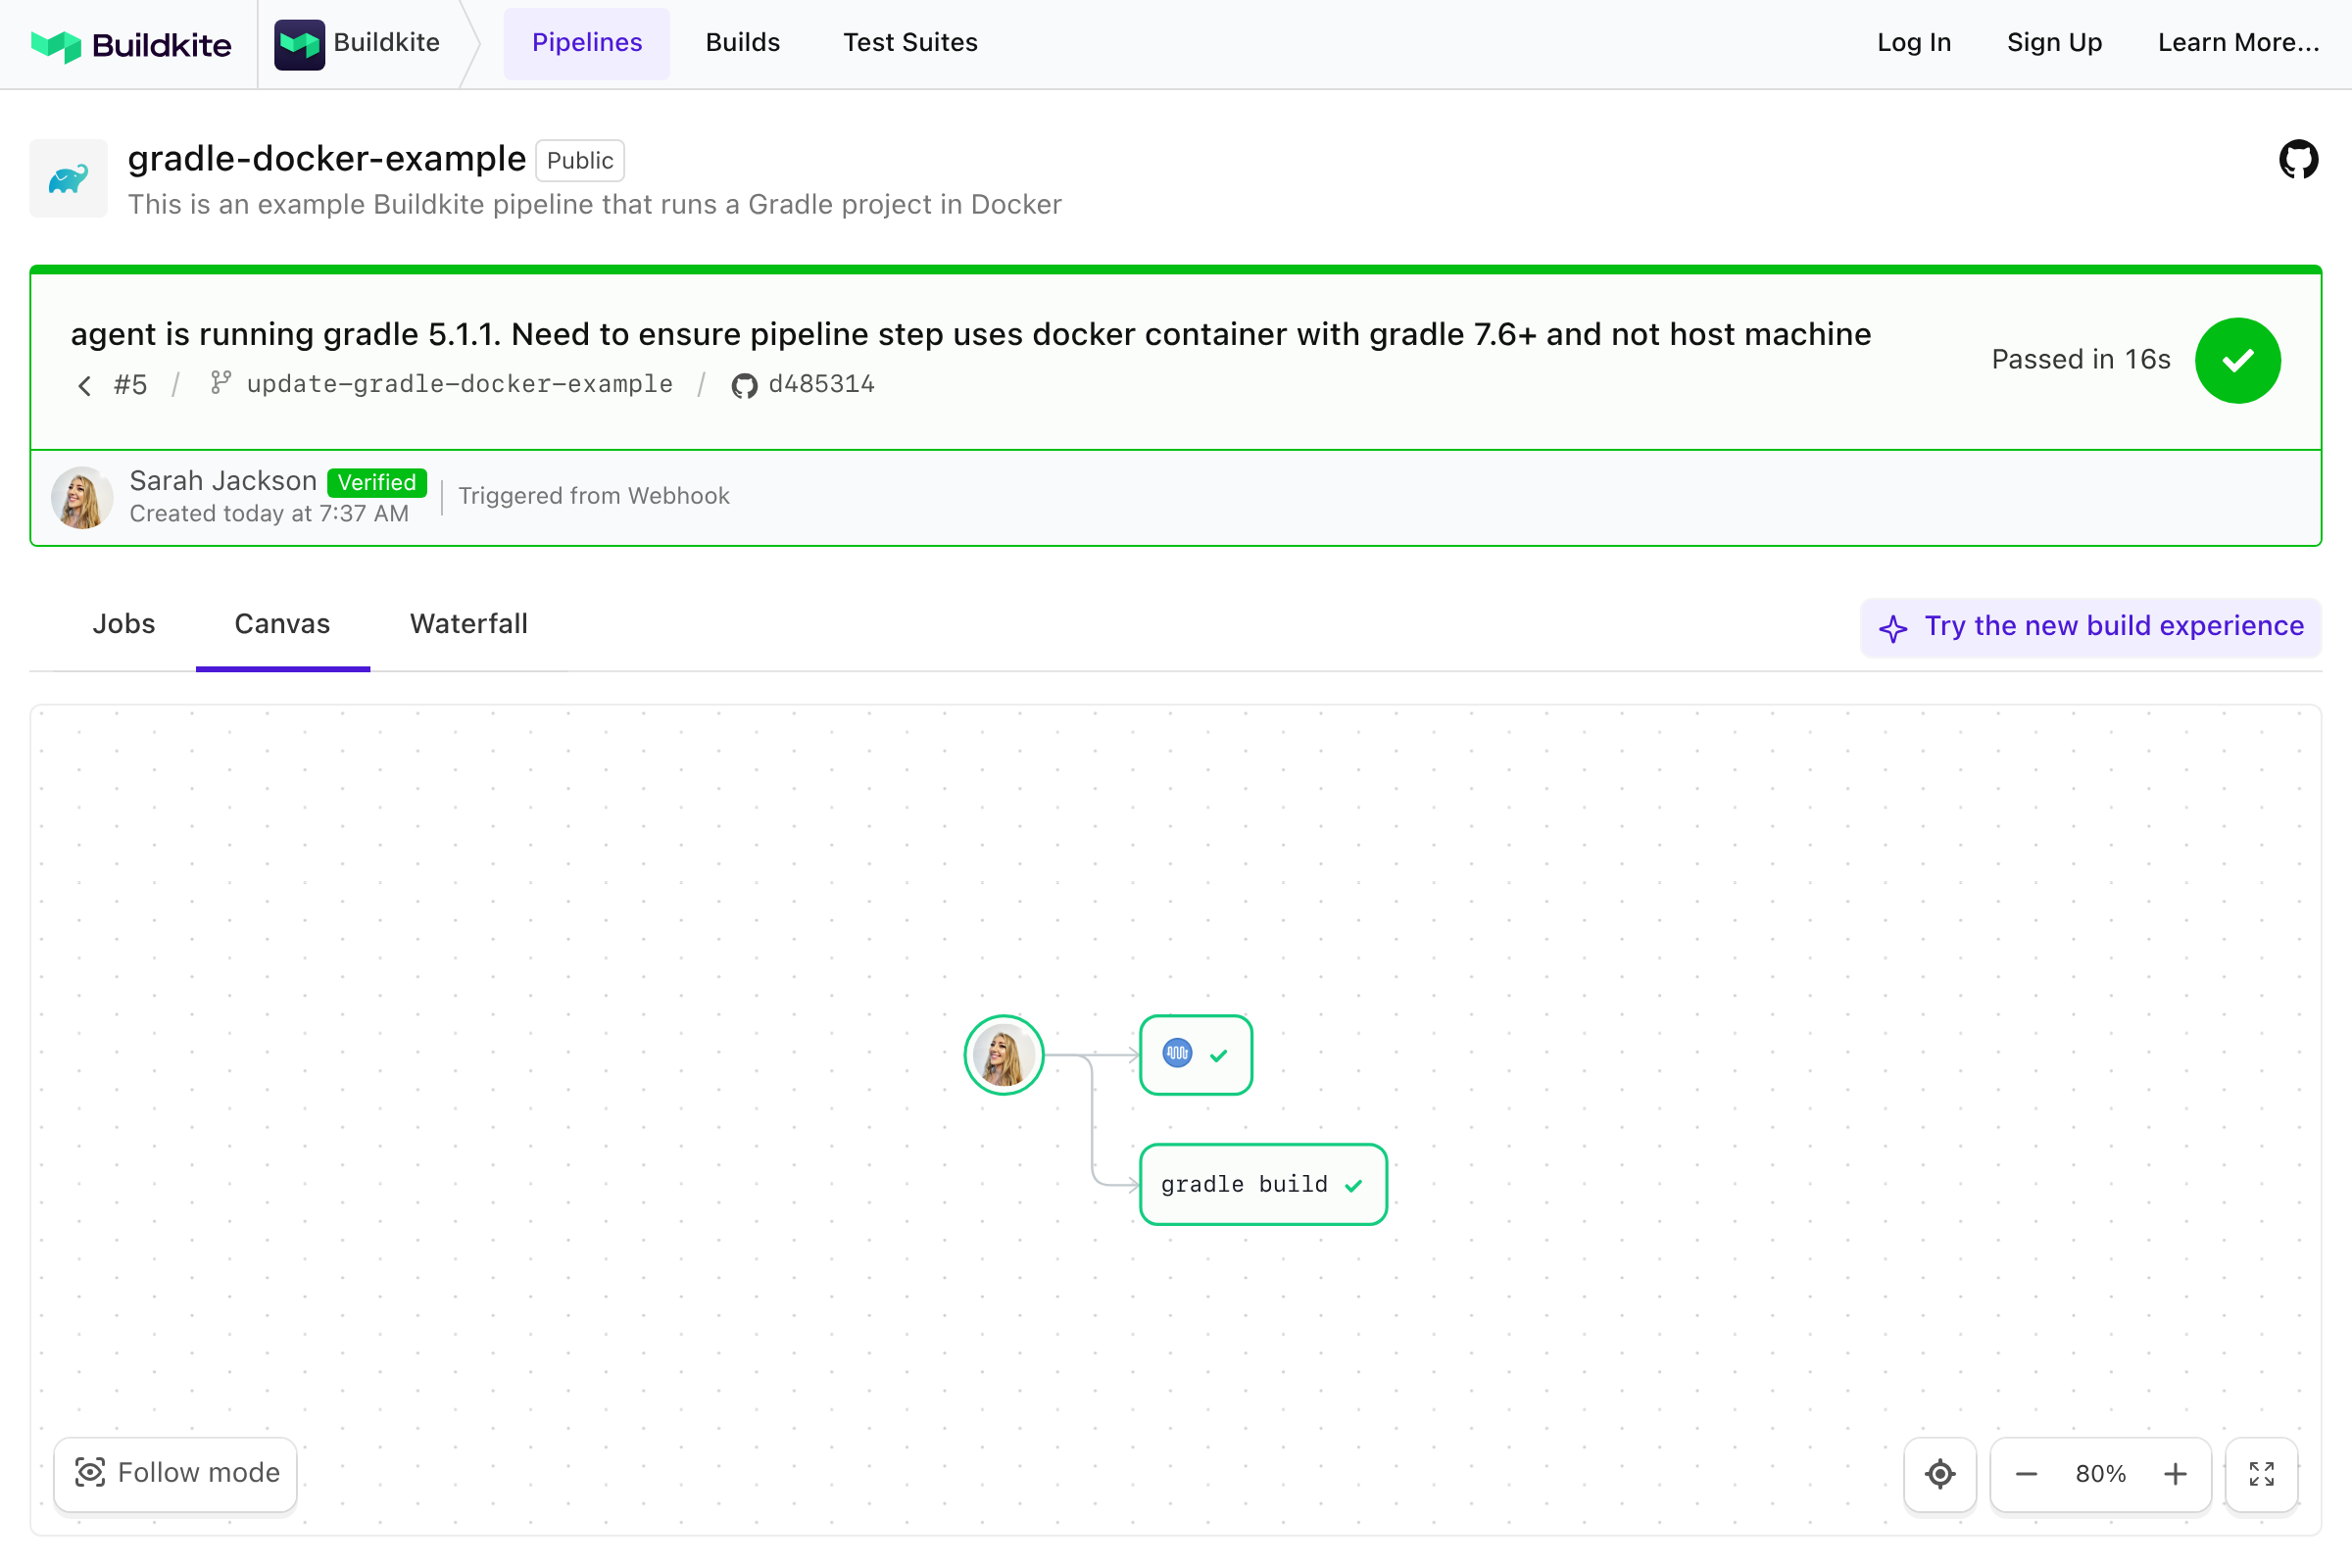 Buildkite
Buildkite
Pipelines
Builds
Test Suites
Log In
Sign Up
Learn More...
gradle-docker-example Public
This is an example Buildkite pipeline that runs a Gradle project in Docker
agent is running gradle 5.1.1. Need to ensure pipeline step uses docker container with gradle 7.6+ and not host machine
#5 / update-gradle-docker-example / d485314
Passed in 16s
Sarah Jackson Verified
Created today at 7:37 AM
Triggered from Webhook
Jobs
Canvas
Waterfall
Try the new build experience
gradle build
Follow mode
80%